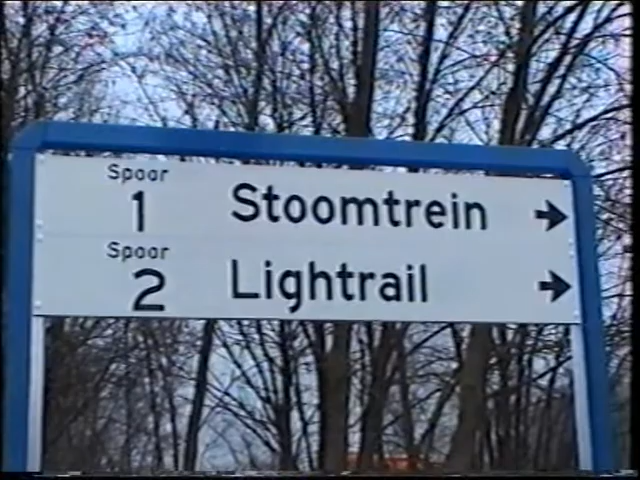 Spoor
1 Stoomtrein →
Spoor
2 Lightrail →